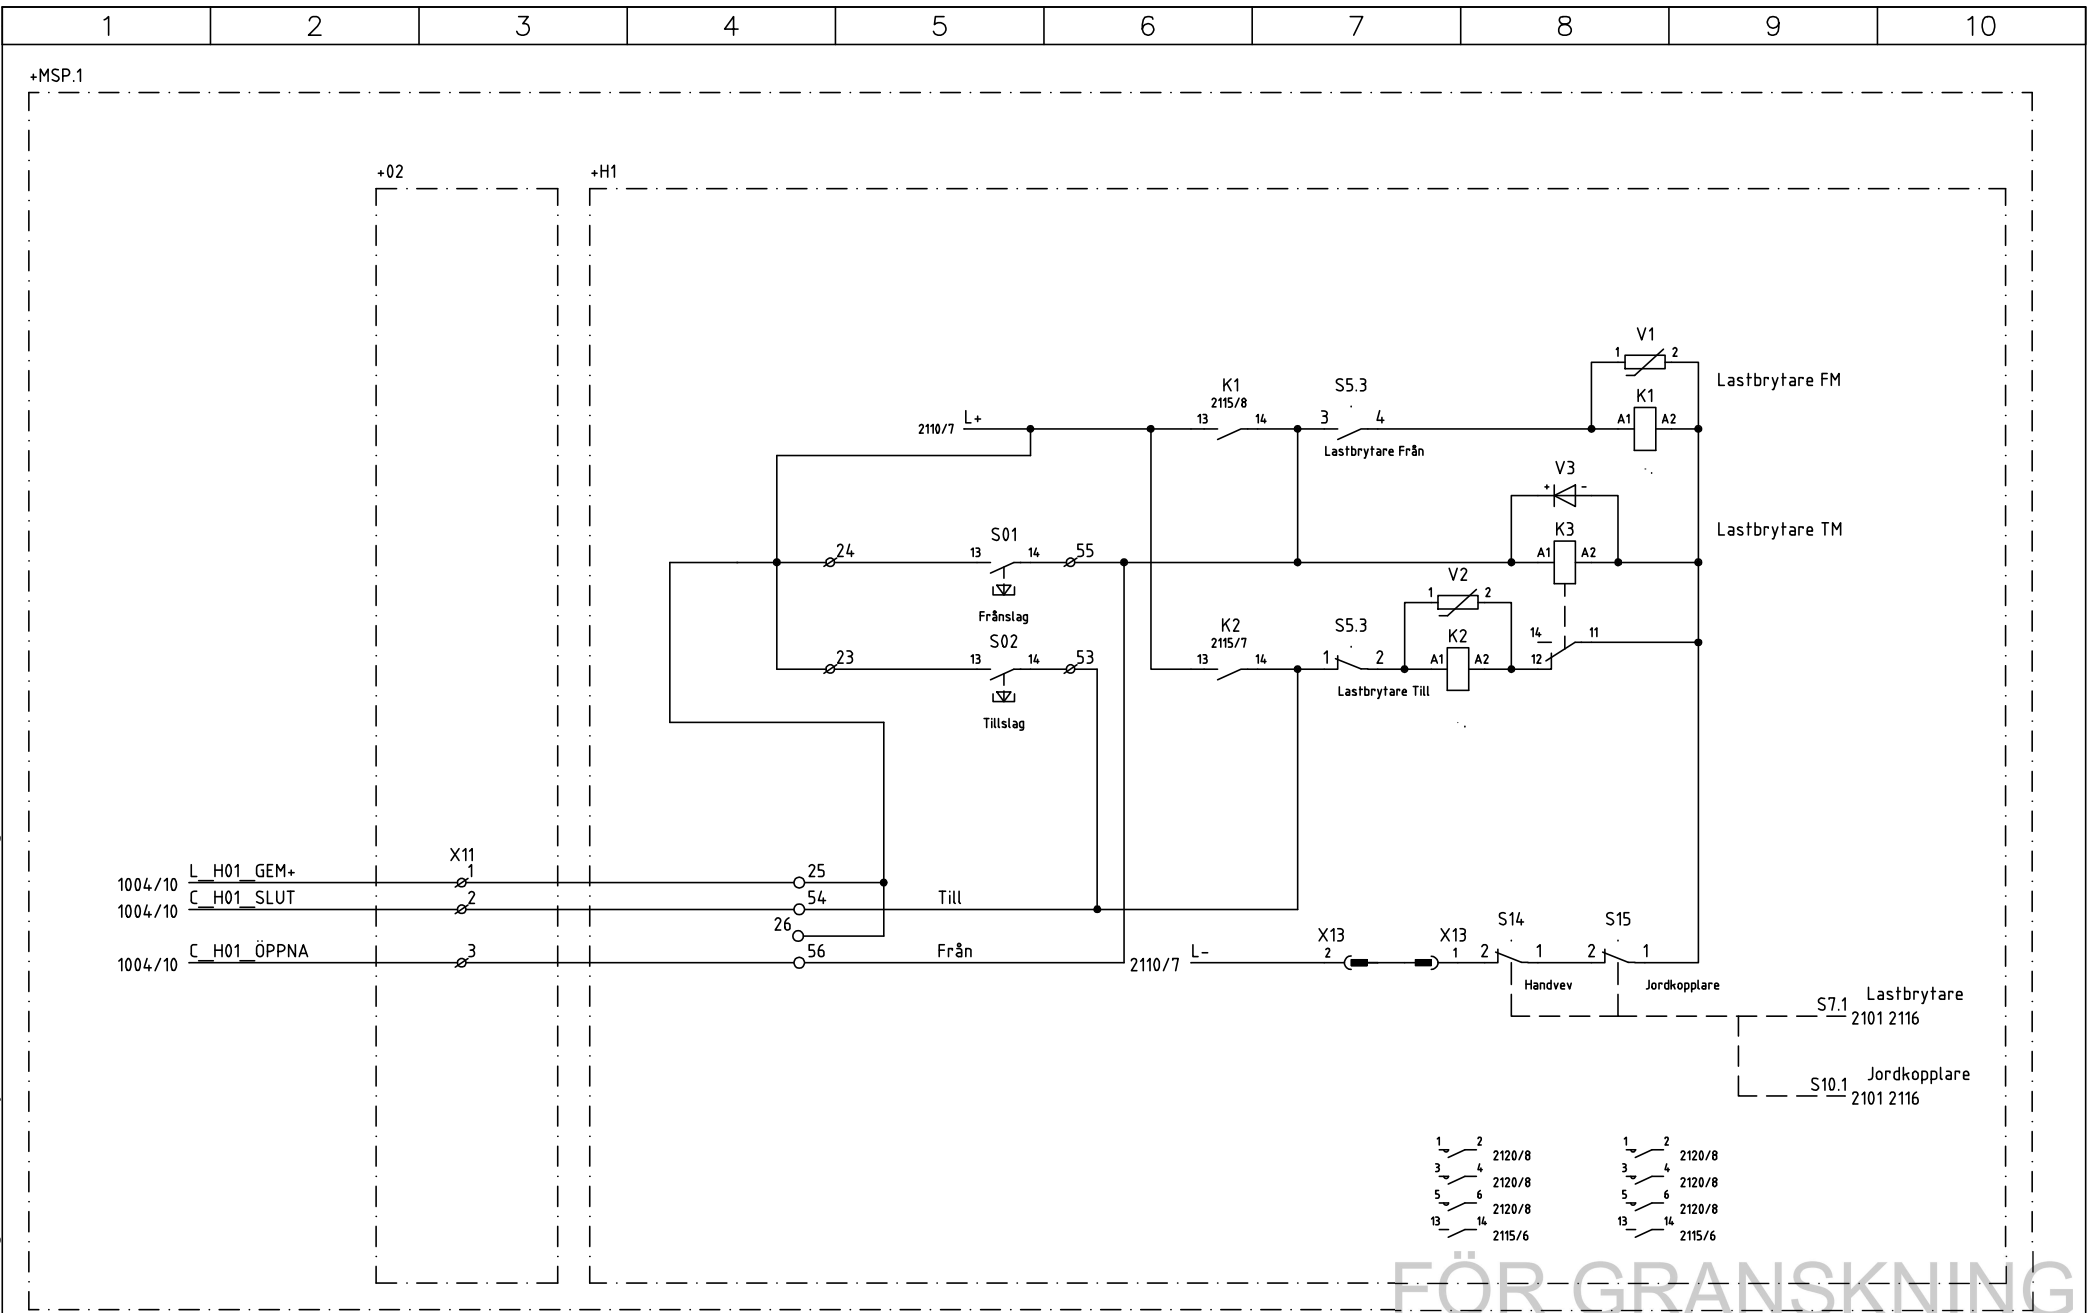 1 2 3 4 5 6 7 8 9 10
+MSP.1
+02
+H1
V1
1 2
Lastbrytare FM
K1
2115/8
13 14
S5.3
3 4
Lastbrytare Från
K1
A1 A2
2110/7 L+
V3
+ -
Lastbrytare TM
K3
A1 A2
24
S01
13 14
55
Frånslag
V2
1 2
23
S02
13 14
53
Tillslag
K2
2115/7
13 14
S5.3
1 2
Lastbrytare Till
K2
A1 A2
14 11
12
X11
1004/10 L_H01_GEM+ 1 25
1004/10 C_H01_SLUT 2 54 Till
26
1004/10 C_H01_ÖPPNA 3 56 Från
2110/7 L-
X13
2
X13
1
S14
2 1
Handvev
S15
2 1
Jordkopplare
S7.1 Lastbrytare
2101 2116
S10.1 Jordkopplare
2101 2116
1 2 2120/8
3 4 2120/8
5 6 2120/8
13 14 2115/6
1 2 2120/8
3 4 2120/8
5 6 2120/8
13 14 2115/6
FÖR GRANSKNING